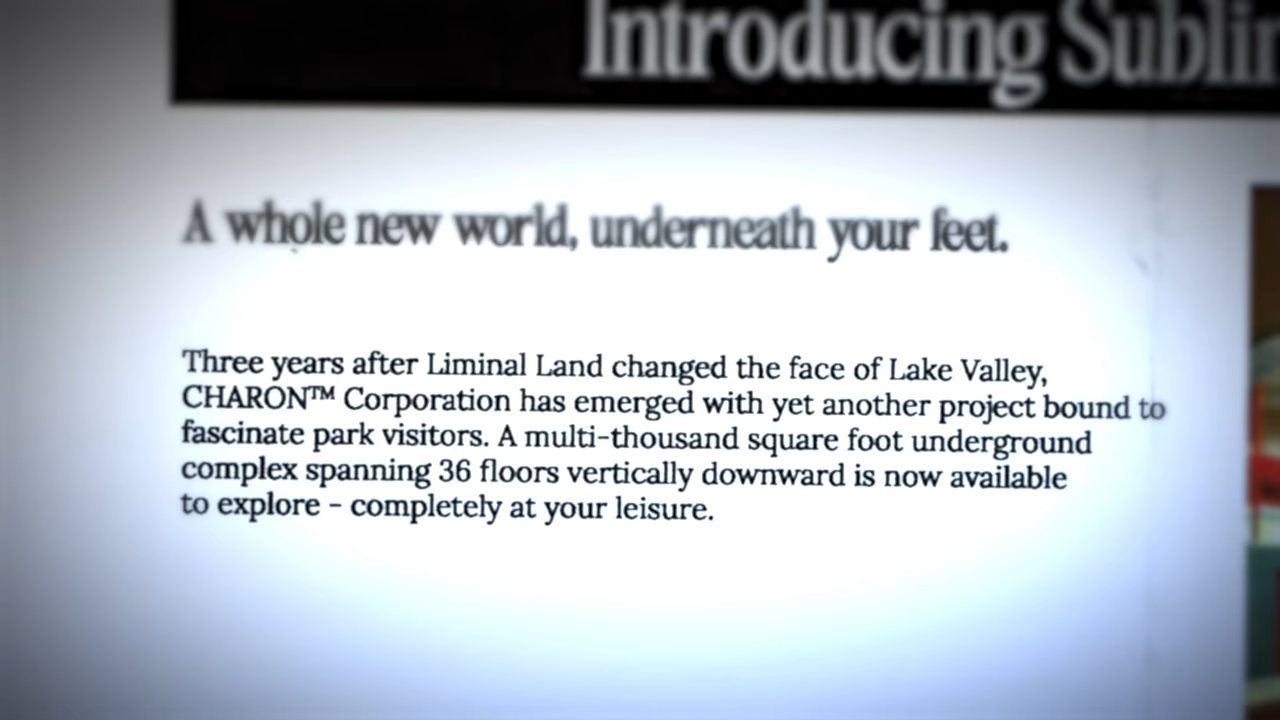 Introducing Sublim
A whole new world, underneath your feet.
Three years after Liminal Land changed the face of Lake Valley,
CHARON™ Corporation has emerged with yet another project bound to
fascinate park visitors. A multi-thousand square foot underground
complex spanning 36 floors vertically downward is now available
to explore – completely at your leisure.